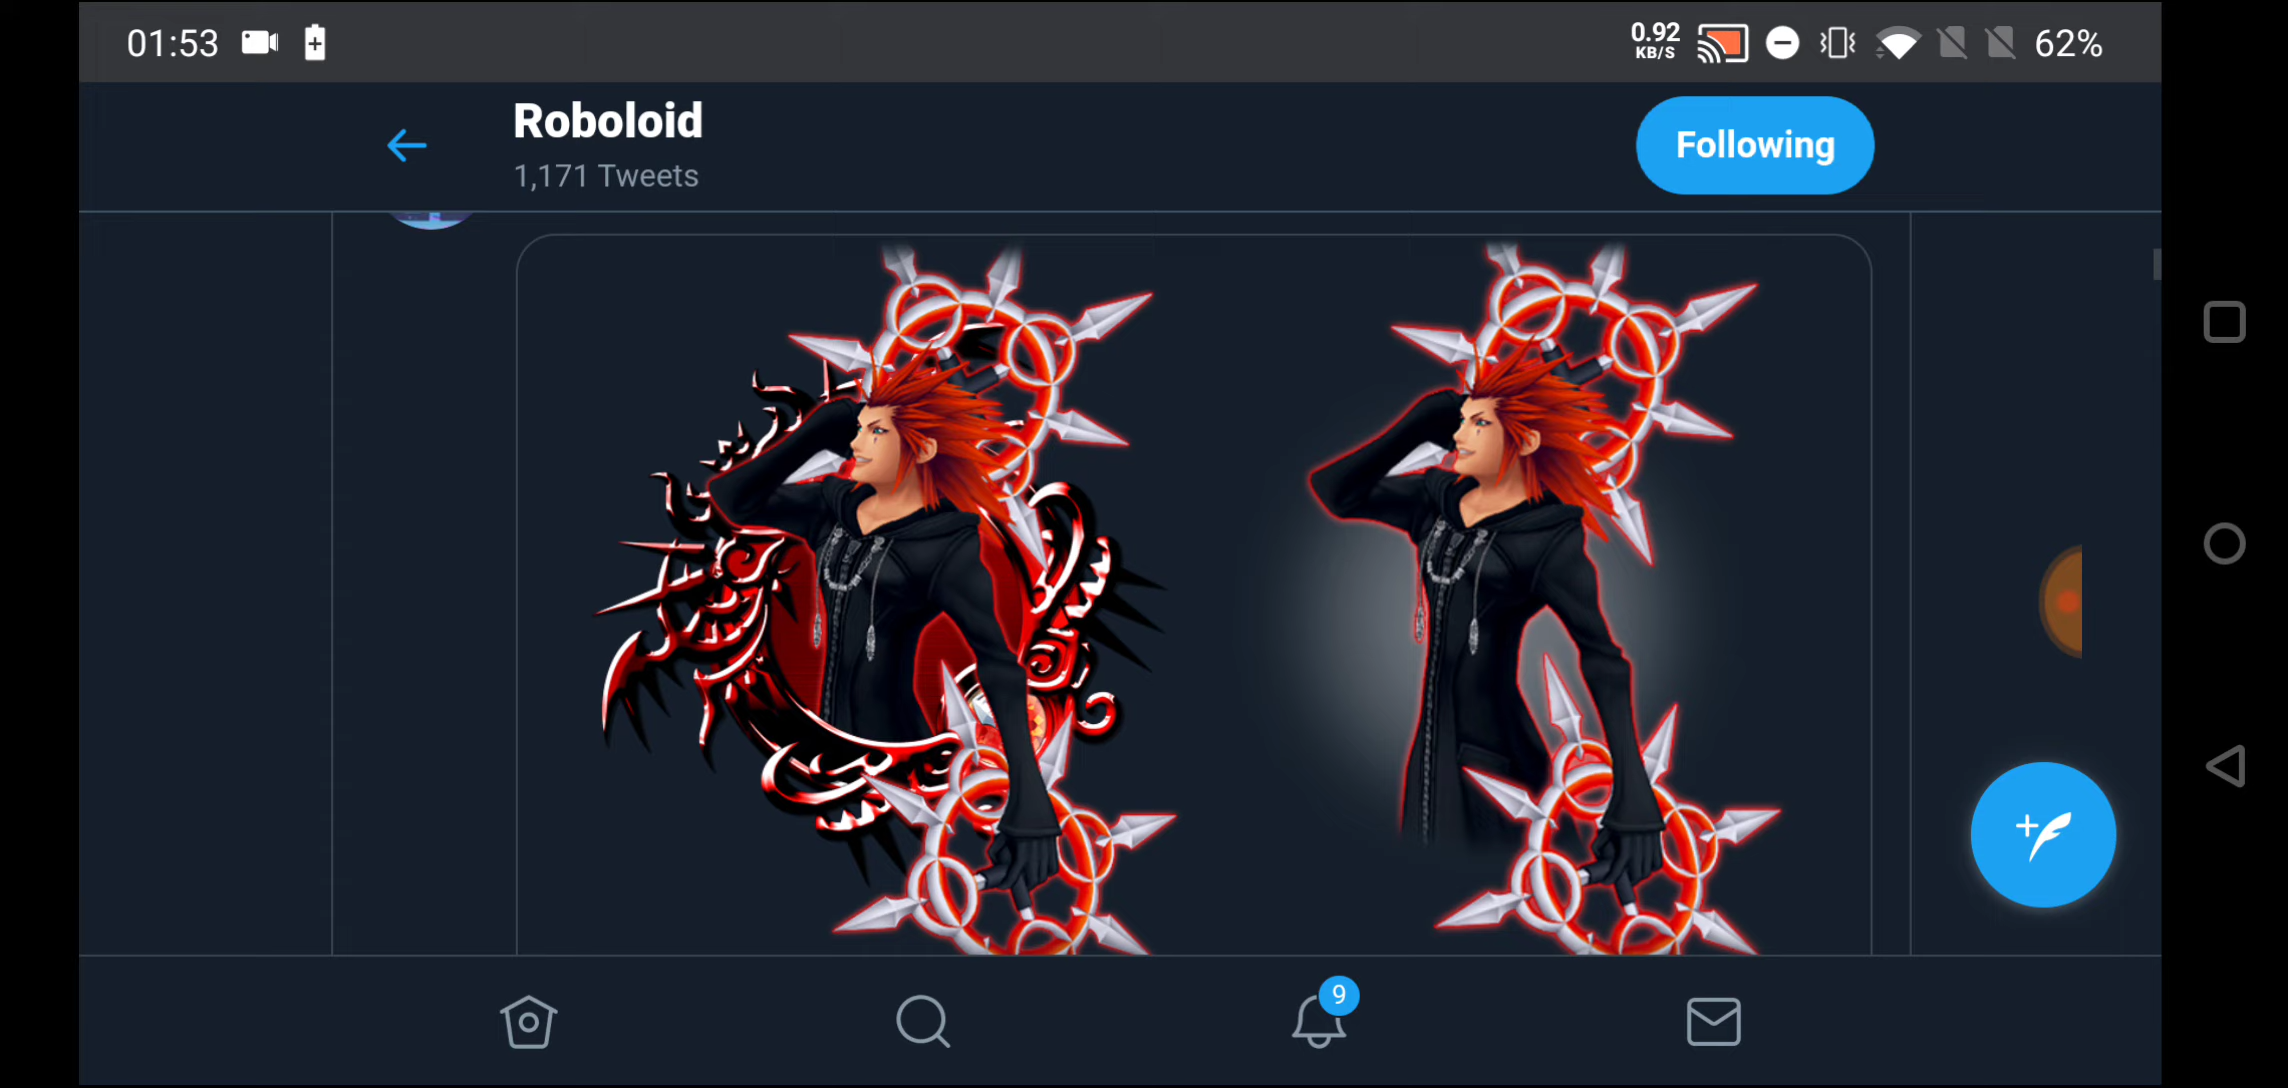 01:53
0.92
KB/S
62%
Roboloid
1,171 Tweets
Following
9